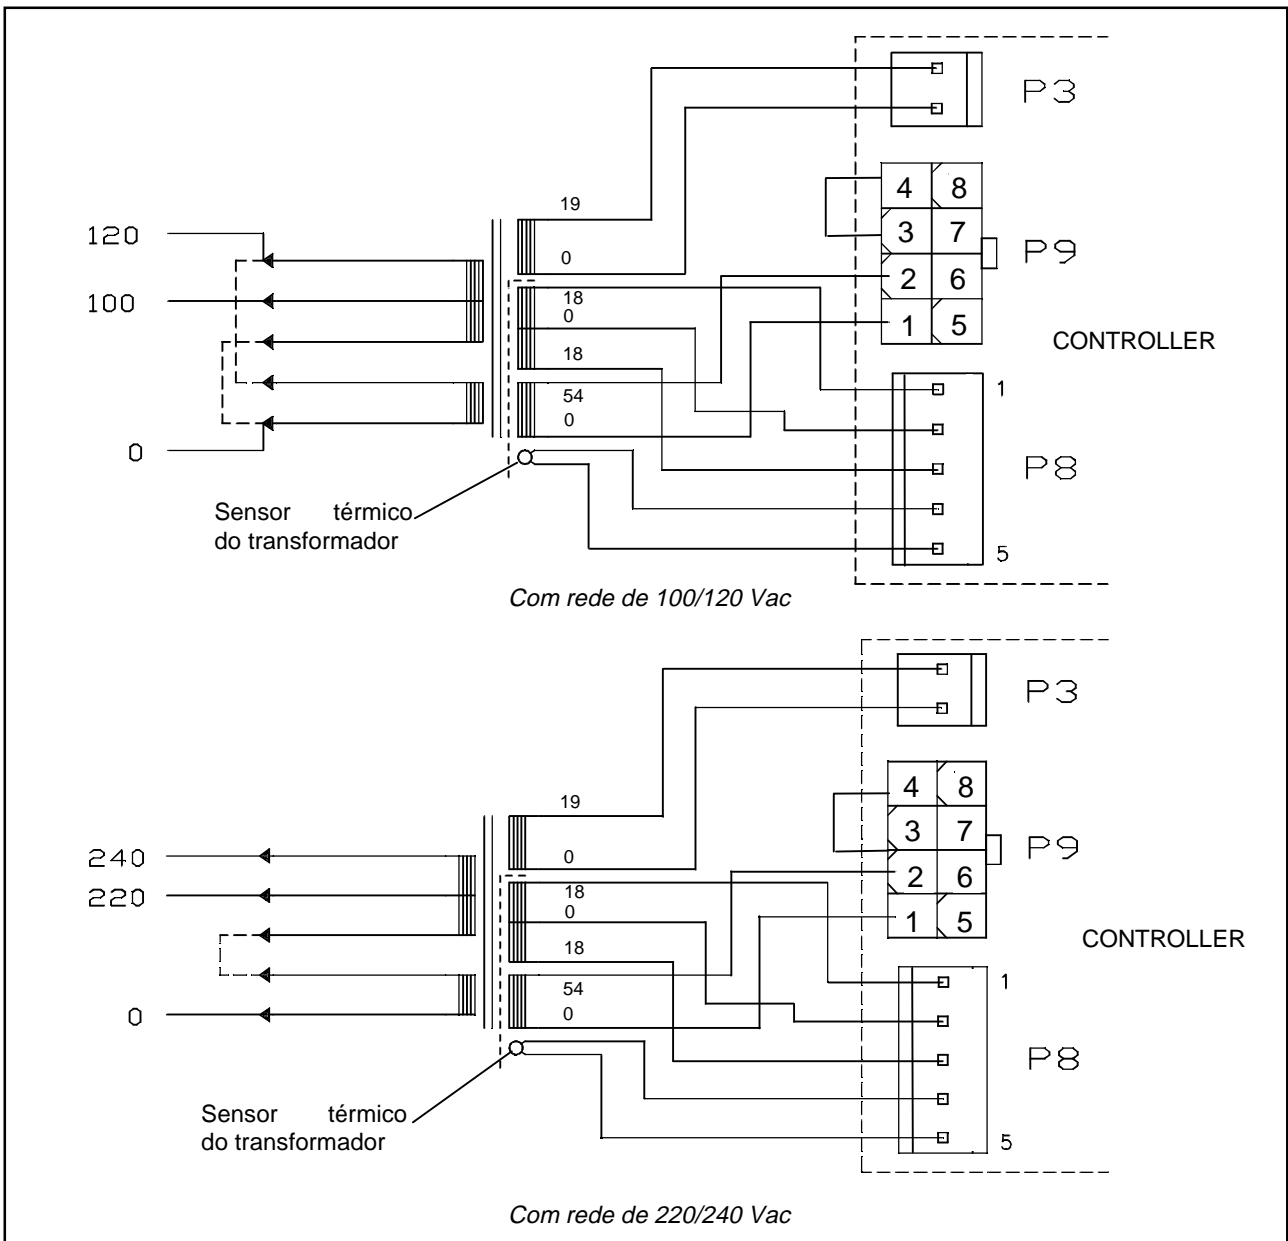 P3
4 8
3 7
2 6
1 5
P9
CONTROLLER
19
0
18
0
18
54
0
120
100
0
1
P8
5
Sensor térmico
do transformador
Com rede de 100/120 Vac
P3
4 8
3 7
2 6
1 5
P9
CONTROLLER
19
0
18
0
18
54
0
240
220
0
1
P8
5
Sensor térmico
do transformador
Com rede de 220/240 Vac